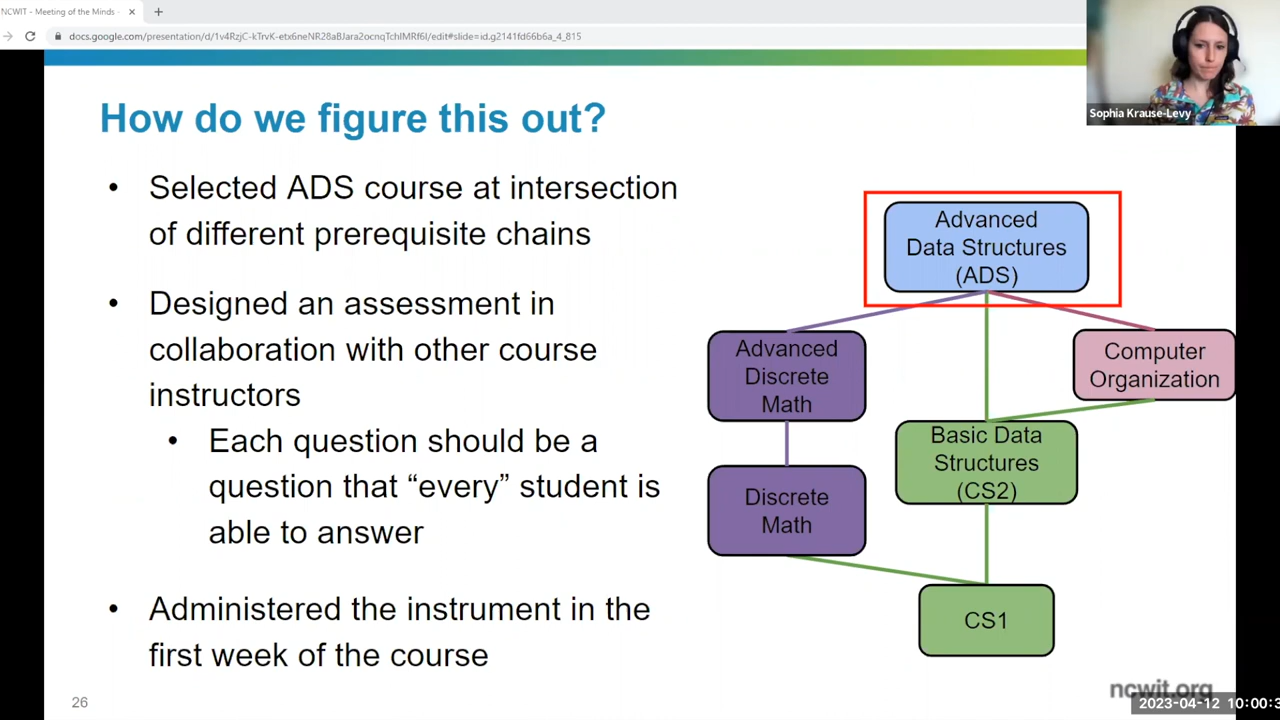 NCWIT - Meeting of the Minds
docs.google.com/presentation/d/1v4RzjC-kTrvK-etx6neNR28aBJara2ocnqTchIMRf6I/edit#slide=id.g2141fd66b6a_4_815
Sophia Krause-Levy
How do we figure this out?
• Selected ADS course at intersection
of different prerequisite chains
• Designed an assessment in
collaboration with other course
instructors
• Each question should be a
question that “every” student is
able to answer
• Administered the instrument in the
first week of the course
Advanced
Data Structures
(ADS)
Advanced
Discrete
Math
Computer
Organization
Basic Data
Structures
(CS2)
Discrete
Math
CS1
26
ncwit.org
2023-04-12 10:00:3